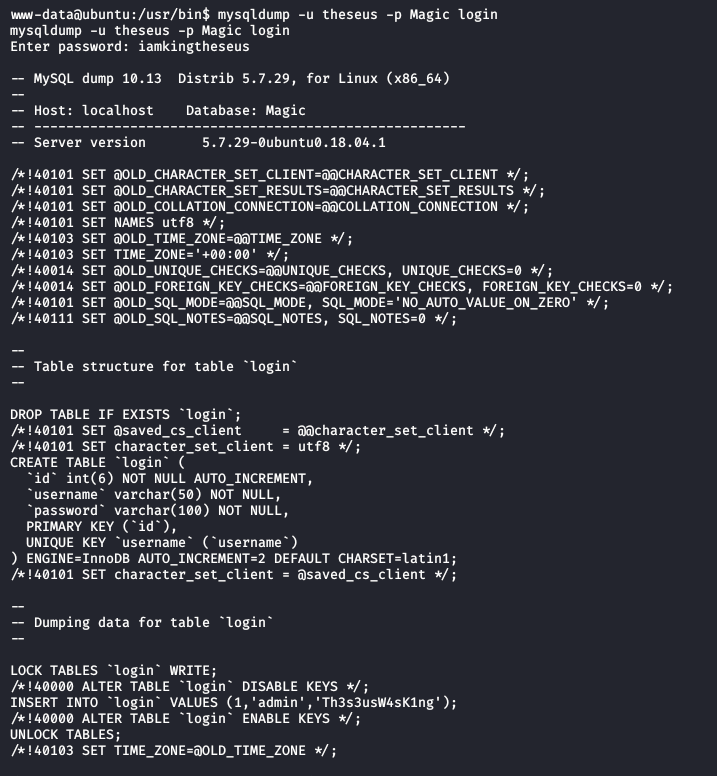 www-data@ubuntu:/usr/bin$ mysqldump -u theseus -p Magic login
mysqldump -u theseus -p Magic login
Enter password: iamkingtheseus
-- MySQL dump 10.13  Distrib 5.7.29, for Linux (x86_64)
--
-- Host: localhost    Database: Magic
-- ------------------------------------------------------
-- Server version       5.7.29-0ubuntu0.18.04.1
/*!40101 SET @OLD_CHARACTER_SET_CLIENT=@@CHARACTER_SET_CLIENT */;
/*!40101 SET @OLD_CHARACTER_SET_RESULTS=@@CHARACTER_SET_RESULTS */;
/*!40101 SET @OLD_COLLATION_CONNECTION=@@COLLATION_CONNECTION */;
/*!40101 SET NAMES utf8 */;
/*!40103 SET @OLD_TIME_ZONE=@@TIME_ZONE */;
/*!40103 SET TIME_ZONE='+00:00' */;
/*!40014 SET @OLD_UNIQUE_CHECKS=@@UNIQUE_CHECKS, UNIQUE_CHECKS=0 */;
/*!40014 SET @OLD_FOREIGN_KEY_CHECKS=@@FOREIGN_KEY_CHECKS, FOREIGN_KEY_CHECKS=0 */;
/*!40101 SET @OLD_SQL_MODE=@@SQL_MODE, SQL_MODE='NO_AUTO_VALUE_ON_ZERO' */;
/*!40111 SET @OLD_SQL_NOTES=@@SQL_NOTES, SQL_NOTES=0 */;
--
-- Table structure for table `login`
--
DROP TABLE IF EXISTS `login`;
/*!40101 SET @saved_cs_client     = @@character_set_client */;
/*!40101 SET character_set_client = utf8 */;
CREATE TABLE `login` (
  `id` int(6) NOT NULL AUTO_INCREMENT,
  `username` varchar(50) NOT NULL,
  `password` varchar(100) NOT NULL,
  PRIMARY KEY (`id`),
  UNIQUE KEY `username` (`username`)
) ENGINE=InnoDB AUTO_INCREMENT=2 DEFAULT CHARSET=latin1;
/*!40101 SET character_set_client = @saved_cs_client */;
--
-- Dumping data for table `login`
--
LOCK TABLES `login` WRITE;
/*!40000 ALTER TABLE `login` DISABLE KEYS */;
INSERT INTO `login` VALUES (1,'admin','Th3s3usW4sK1ng');
/*!40000 ALTER TABLE `login` ENABLE KEYS */;
UNLOCK TABLES;
/*!40103 SET TIME_ZONE=@OLD_TIME_ZONE */;